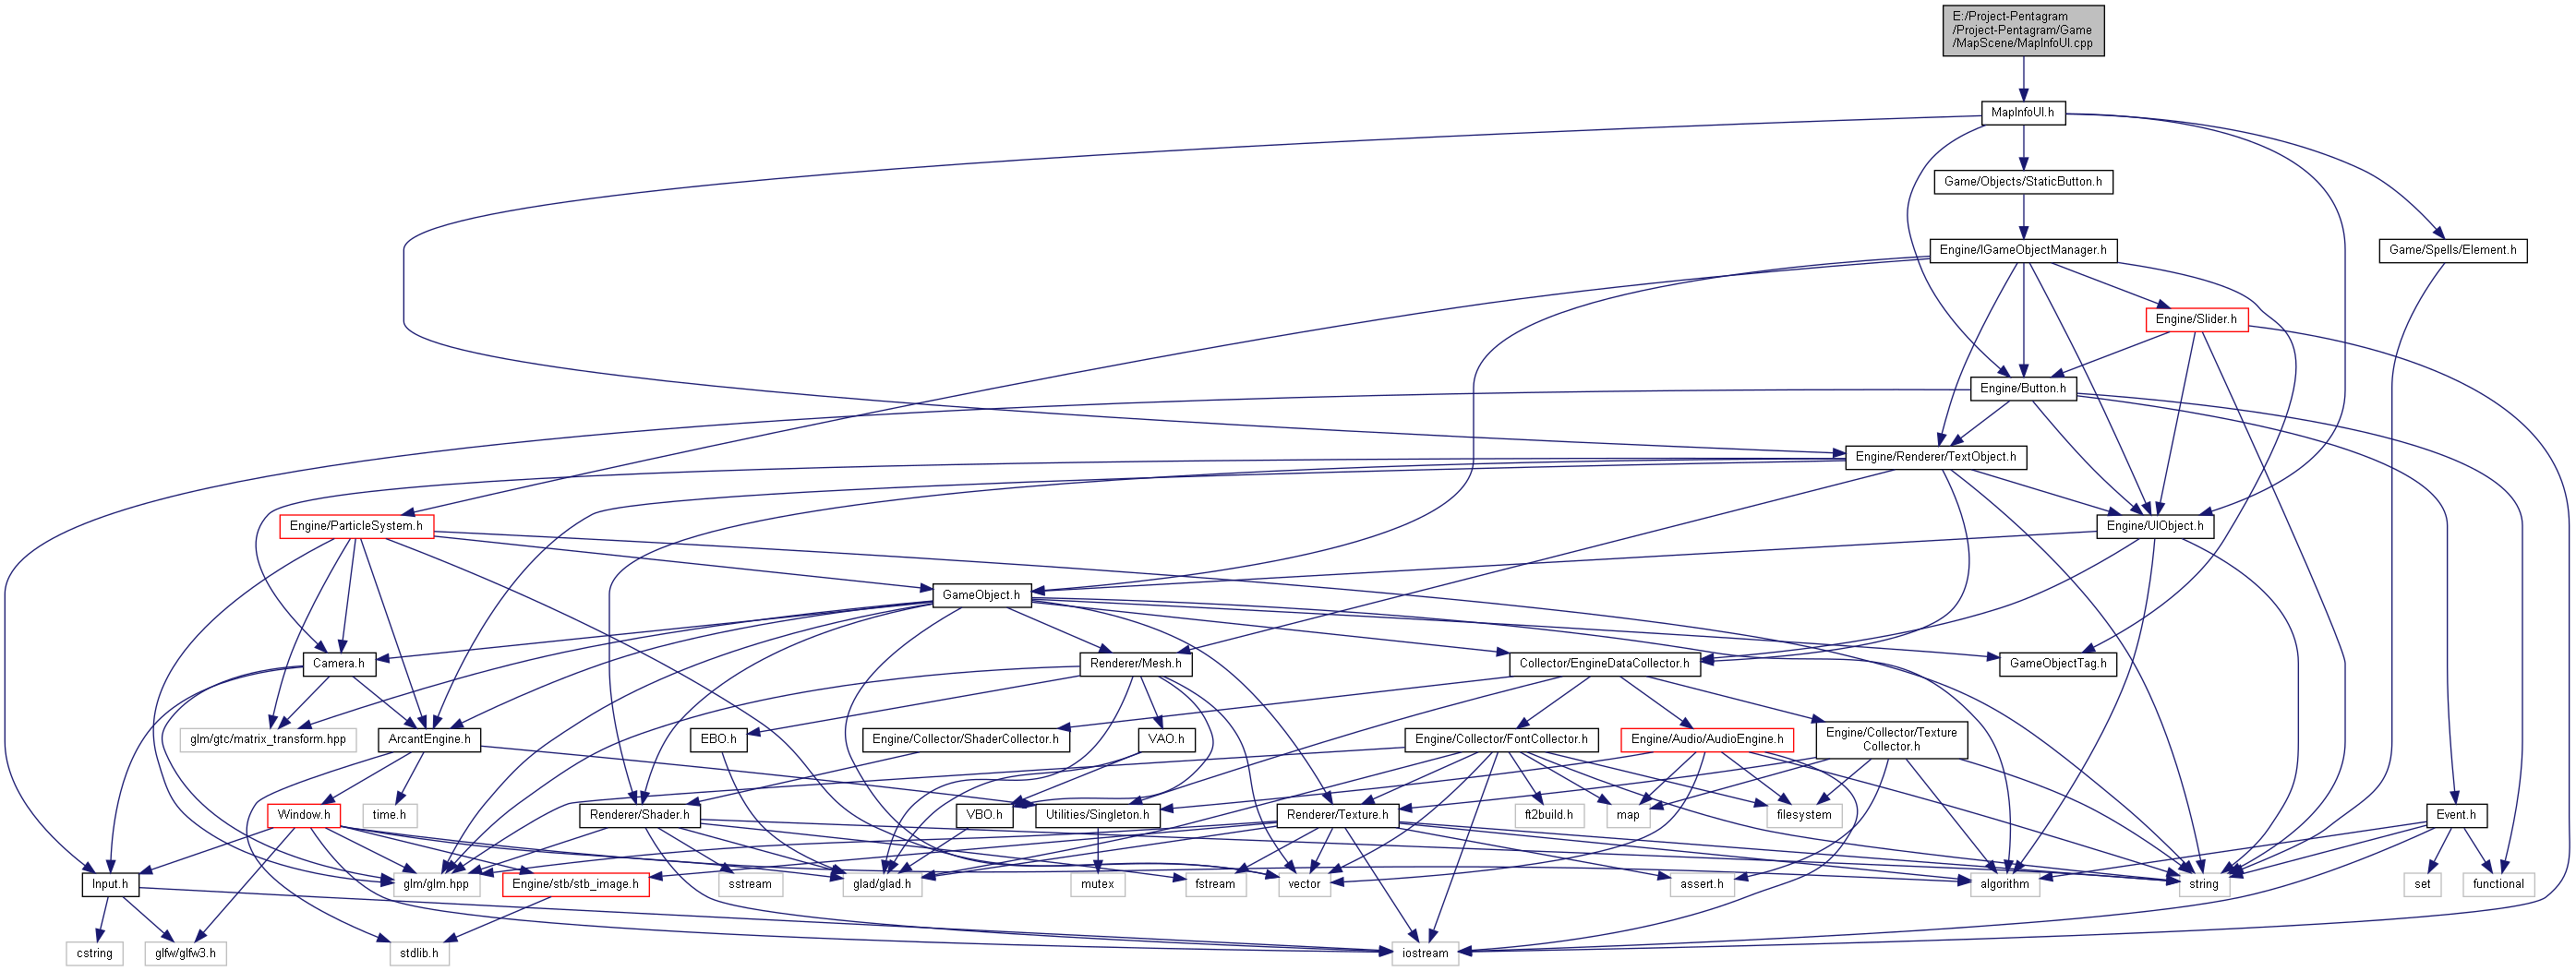 E:/Project-Pentagram
/Project-Pentagram/Game
/MapScene/MapInfoUI.cpp
MapInfoUI.h
Game/Objects/StaticButton.h
Engine/IGameObjectManager.h
Game/Spells/Element.h
Engine/Slider.h
Engine/Button.h
Engine/Renderer/TextObject.h
Engine/ParticleSystem.h
Engine/UIObject.h
GameObject.h
Camera.h
Renderer/Mesh.h
Collector/EngineDataCollector.h
GameObjectTag.h
glm/gtc/matrix_transform.hpp
ArcantEngine.h
EBO.h
Engine/Collector/ShaderCollector.h
VAO.h
Engine/Collector/FontCollector.h
Engine/Audio/AudioEngine.h
Engine/Collector/Texture
Collector.h
Window.h
time.h
Renderer/Shader.h
VBO.h
Utilities/Singleton.h
Renderer/Texture.h
ft2build.h
map
filesystem
Event.h
Input.h
glm/glm.hpp
Engine/stb/stb_image.h
sstream
glad/glad.h
mutex
fstream
vector
assert.h
algorithm
string
set
functional
cstring
glfw/glfw3.h
stdlib.h
iostream